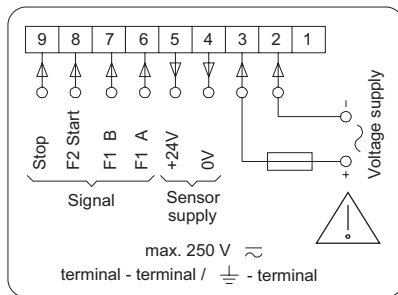 9 8 7 6 5 4 3 2 1
Stop
F2 Start
F1 B
F1 A
+24V
0V
-
+
Voltage supply
Signal
Sensor
supply
max. 250 V
terminal - terminal / - terminal